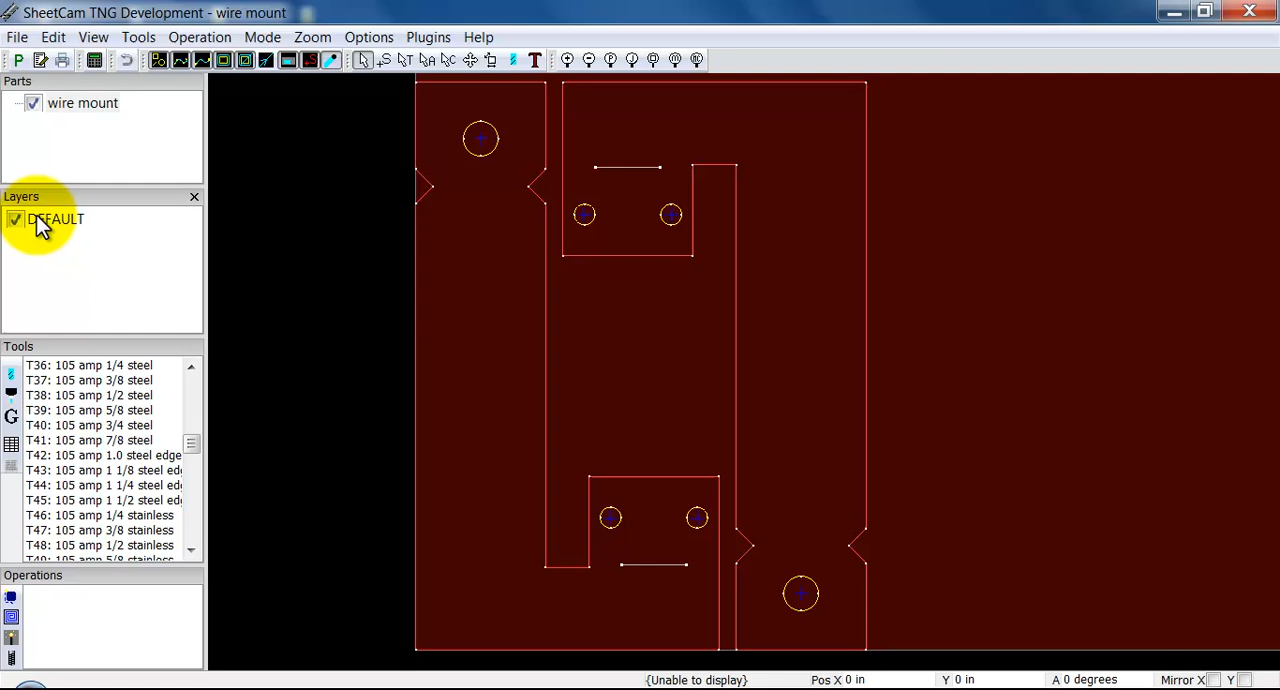 SheetCam TNG Development - wire mount
File Edit View Tools Operation Mode Zoom Options Plugins Help
Parts
wire mount
Layers
DEFAULT
Tools
T36: 105 amp 1/4 steel
T37: 105 amp 3/8 steel
T38: 105 amp 1/2 steel
T39: 105 amp 5/8 steel
T40: 105 amp 3/4 steel
T41: 105 amp 7/8 steel
T42: 105 amp 1.0 steel edge
T43: 105 amp 1 1/8 steel ed
T44: 105 amp 1 1/4 steel ed
T45: 105 amp 1 1/2 steel ed
T46: 105 amp 1/4 stainless
T47: 105 amp 3/8 stainless
T48: 105 amp 1/2 stainless
T49: 105 amp 5/8 stainless
Operations
{Unable to display} Pos X 0 in Y 0 in A 0 degrees Mirror X Y